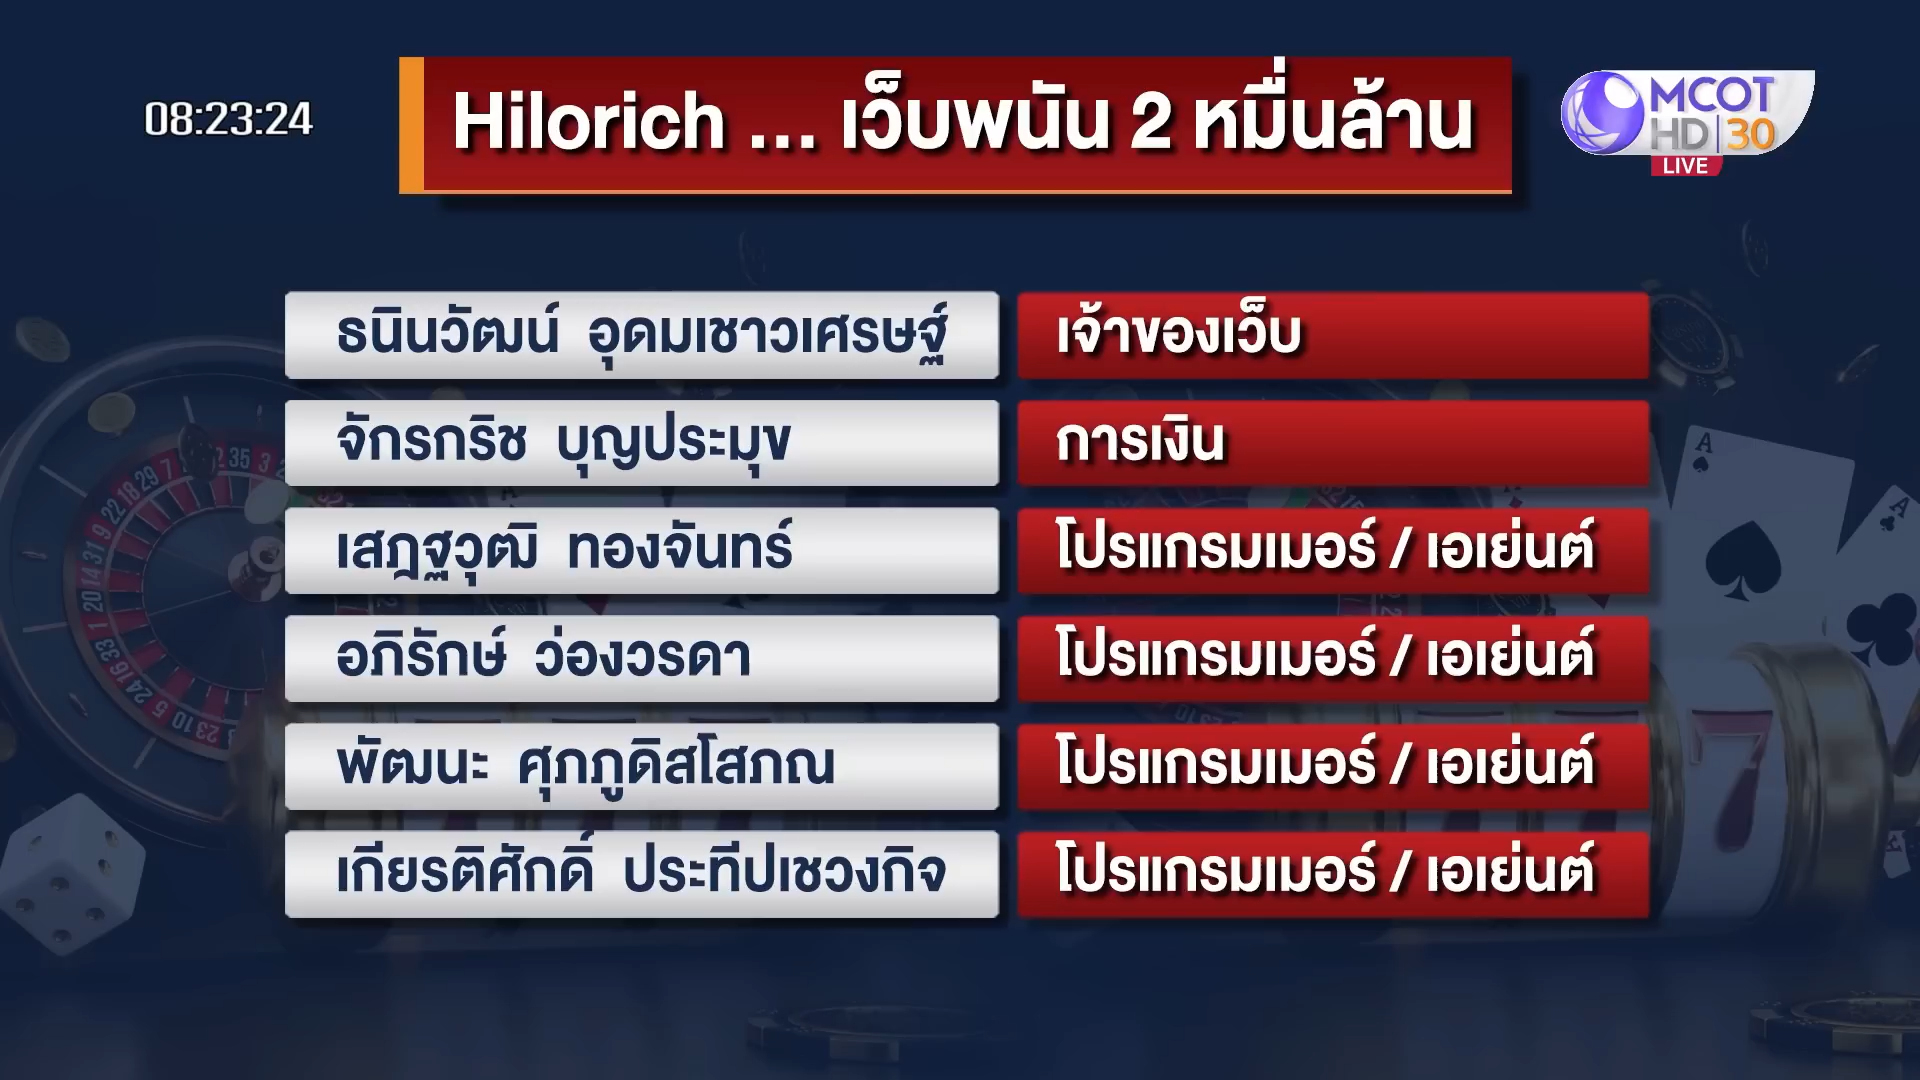 08:23:24
Hilorich ... เว็บพนัน 2 หมื่นล้าน
MCOT
HD 30
LIVE
ธนินวัฒน์ อุดมเชาวเศรษฐ์ เจ้าของเว็บ
จักรกริช บุญประมุข การเงิน
เสฎฐวุฒิ ทองจันทร์ โปรแกรมเมอร์ / เอเย่นต์
อภิรักษ์ ว่องวรดา โปรแกรมเมอร์ / เอเย่นต์
พัฒนะ ศุภภูดิสโสภณ โปรแกรมเมอร์ / เอเย่นต์
เกียรติศักดิ์ ประทีปเชวงกิจ โปรแกรมเมอร์ / เอเย่นต์